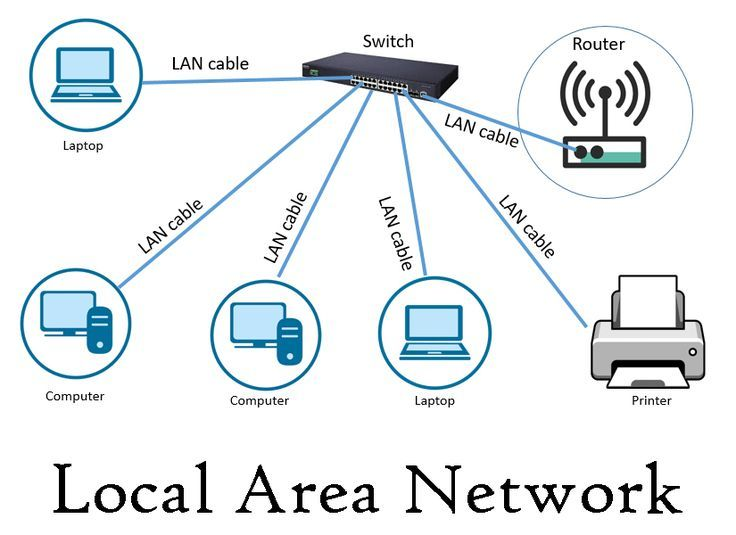 Switch
Router
LAN cable
LAN cable
Laptop
LAN cable
LAN cable
LAN cable
LAN cable
Computer
Computer
Laptop
Printer
Local Area Network